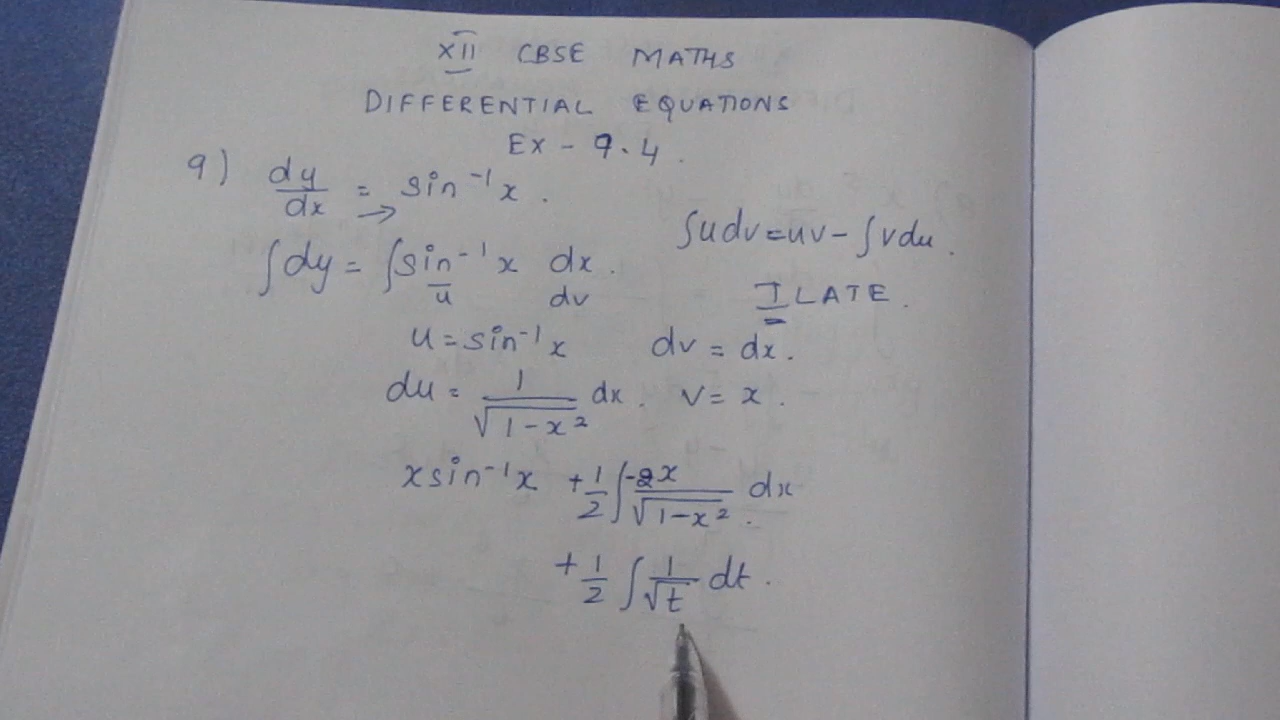 XII CBSE MATHS
DIFFERENTIAL EQUATIONS
Ex - 9.4.
9) dy/dx = sin⁻¹x.
→
∫udv = uv - ∫vdu.
∫dy = ∫sin⁻¹x dx.
u dv
ILATE.
u = sin⁻¹x dv = dx.
du = 1/√(1-x²) dx. v = x.
x sin⁻¹x + 1/2 ∫ -2x/√(1-x²) dx.
+ 1/2 ∫ 1/√t dt.